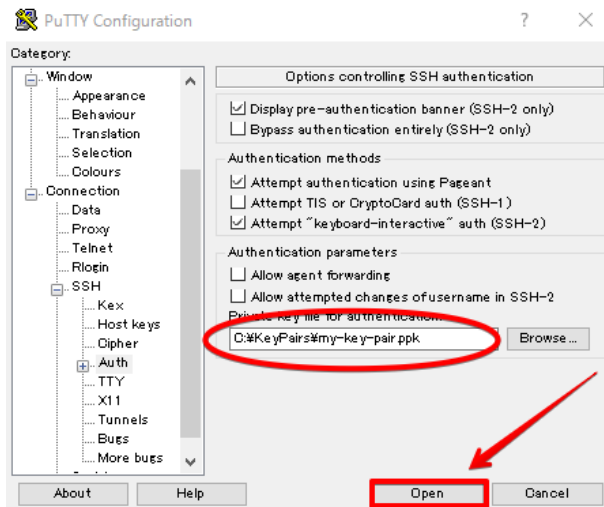 PuTTY Configuration
Category:
Window
Appearance
Behaviour
Translation
Selection
Colours
Connection
Data
Proxy
Telnet
Rlogin
SSH
Kex
Host keys
Cipher
Auth
TTY
X11
Tunnels
Bugs
More bugs
Options controlling SSH authentication
Display pre-authentication banner (SSH-2 only)
Bypass authentication entirely (SSH-2 only)
Authentication methods
Attempt authentication using Pageant
Attempt TIS or CryptoCard auth (SSH-1)
Attempt "keyboard-interactive" auth (SSH-2)
Authentication parameters
Allow agent forwarding
Allow attempted changes of username in SSH-2
Private key file for authentication:
C:¥KeyPairs¥my-key-pair.ppk
Browse...
About
Help
Open
Cancel